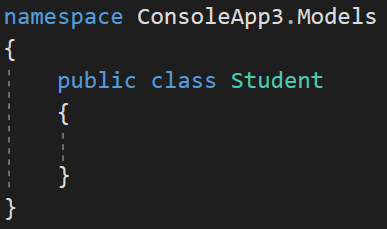 namespace ConsoleApp3.Models
{
    public class Student
    {
    }
}